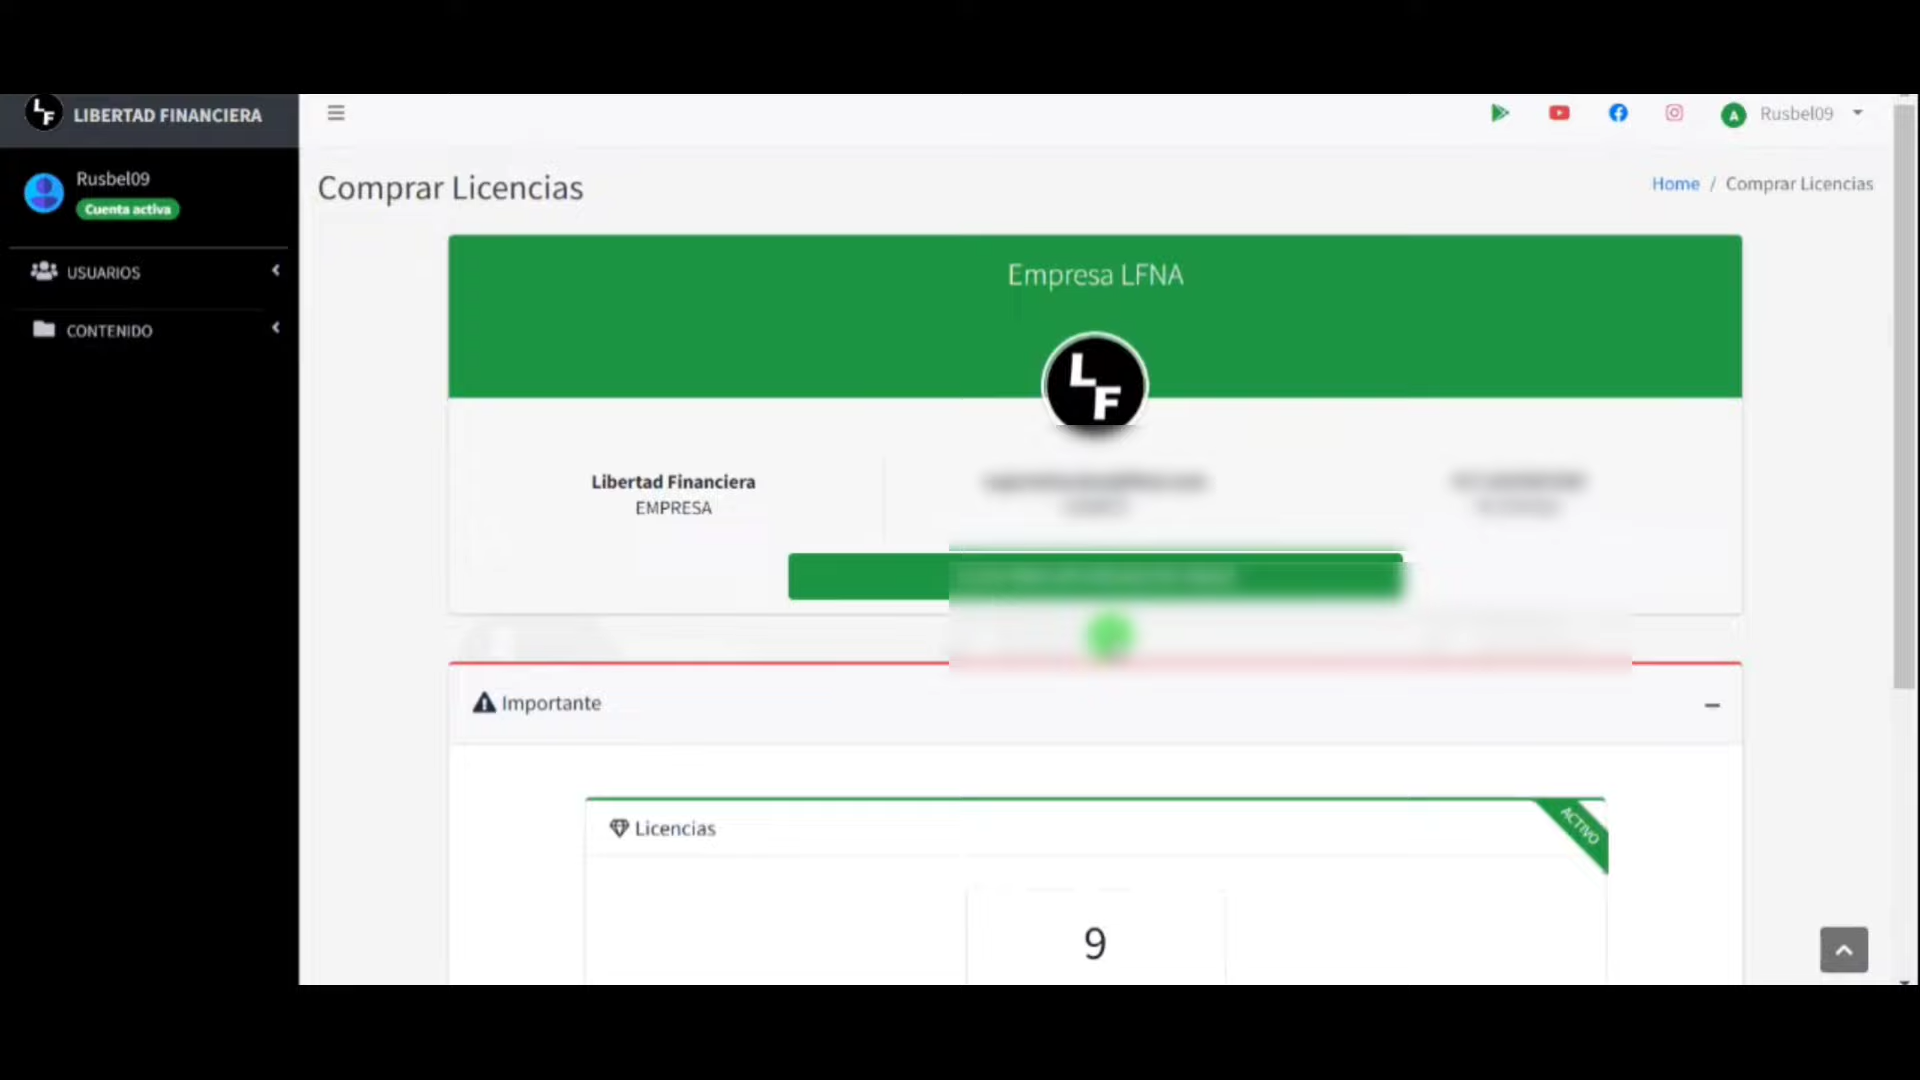 LF LIBERTAD FINANCIERA
A Rusbel09
Rusbel09
Cuenta activa
USUARIOS
CONTENIDO
Comprar Licencias
Home / Comprar Licencias
Empresa LFNA
LF
Libertad Financiera
EMPRESA
Importante
Licencias
ACTIVO
9